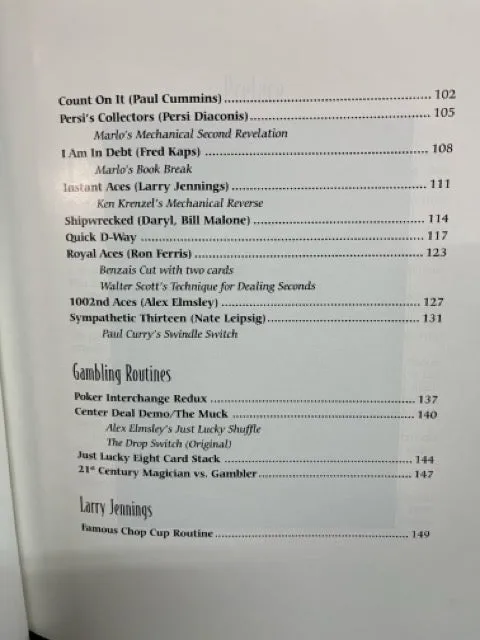 Count On It (Paul Cummins) ........................................ 102
Persi's Collectors (Persi Diaconis) ........................................ 105
Marlo's Mechanical Second Revelation
I Am In Debt (Fred Kaps) ........................................ 108
Marlo's Book Break
Instant Aces (Larry Jennings) ........................................ 111
Ken Krenzel's Mechanical Reverse
Shipwrecked (Daryl, Bill Malone) ........................................ 114
Quick D-Way ........................................ 117
Royal Aces (Ron Ferris) ........................................ 123
Benzais Cut with two cards
Walter Scott's Technique for Dealing Seconds
1002nd Aces (Alex Elmsley) ........................................ 127
Sympathetic Thirteen (Nate Leipsig) ........................................ 131
Paul Curry's Swindle Switch
Gambling Routines
Poker Interchange Redux ........................................ 137
Center Deal Demo/The Muck ........................................ 140
Alex Elmsley's Just Lucky Shuffle
The Drop Switch (Original)
Just Lucky Eight Card Stack ........................................ 144
21st Century Magician vs. Gambler ........................................ 147
Larry Jennings
Famous Chop Cup Routine ........................................ 149